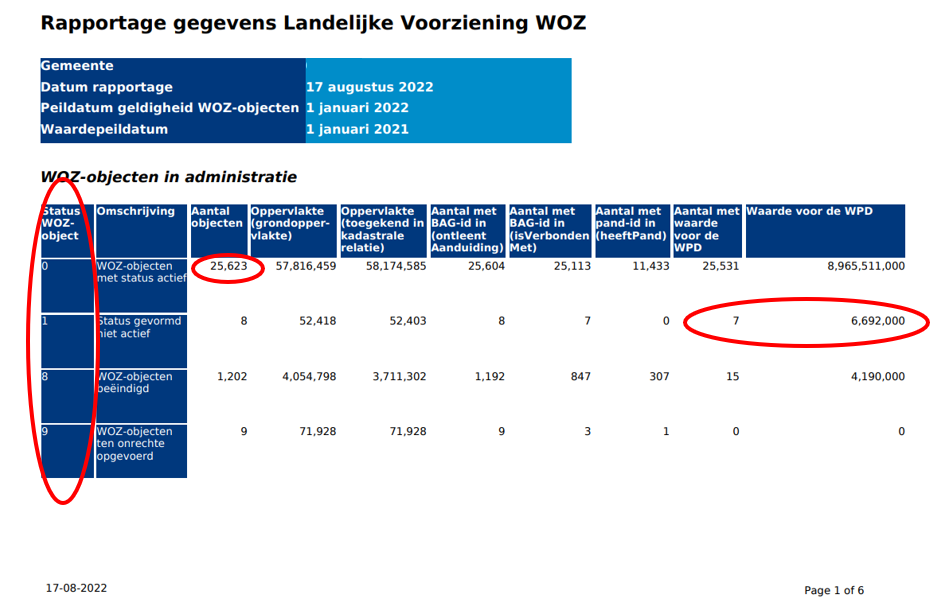 Rapportage gegevens Landelijke Voorziening WOZ
Gemeente
Datum rapportage 17 augustus 2022
Peildatum geldigheid WOZ-objecten 1 januari 2022
Waardepeildatum 1 januari 2021
WOZ-objecten in administratie
Status WOZ-object
Omschrijving
Aantal objecten
Oppervlakte (grondopper-vlakte)
Oppervlakte (toegekend in kadastrale relatie)
Aantal met BAG-id in (ontleent Aanduiding)
Aantal met BAG-id in (isVerbonden Met)
Aantal met pand-id in (heeftPand)
Aantal met waarde voor de WPD
Waarde voor de WPD
0 WOZ-objecten met status actief 25,623 57,816,459 58,174,585 25,604 25,113 11,433 25,531 8,965,511,000
1 Status gevormd niet actief 8 52,418 52,403 8 7 0 7 6,692,000
8 WOZ-objecten beëindigd 1,202 4,054,798 3,711,302 1,192 847 307 15 4,190,000
9 WOZ-objecten ten onrechte opgevoerd 9 71,928 71,928 9 3 1 0 0
17-08-2022
Page 1 of 6